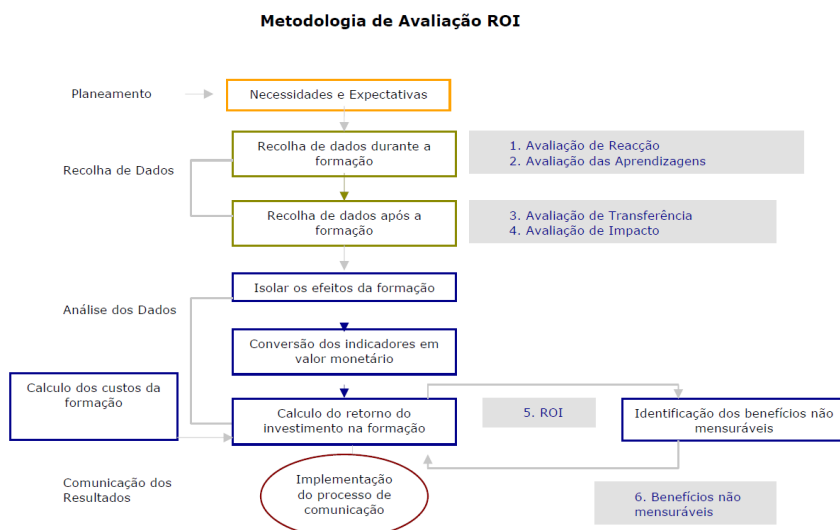 Metodologia de Avaliação ROI
Planeamento
Necessidades e Expectativas
Recolha de Dados
Recolha de dados durante a
formação
1. Avaliação de Reacção
2. Avaliação das Aprendizagens
Recolha de dados após a
formação
3. Avaliação de Transferência
4. Avaliação de Impacto
Análise dos Dados
Isolar os efeitos da formação
Conversão dos indicadores em
valor monetário
Calculo dos custos da
formação
Calculo do retorno do
investimento na formação
5. ROI
Identificação dos benefícios não
mensuráveis
Comunicação dos
Resultados
Implementação
do processo de
comunicação
6. Benefícios não
mensuráveis